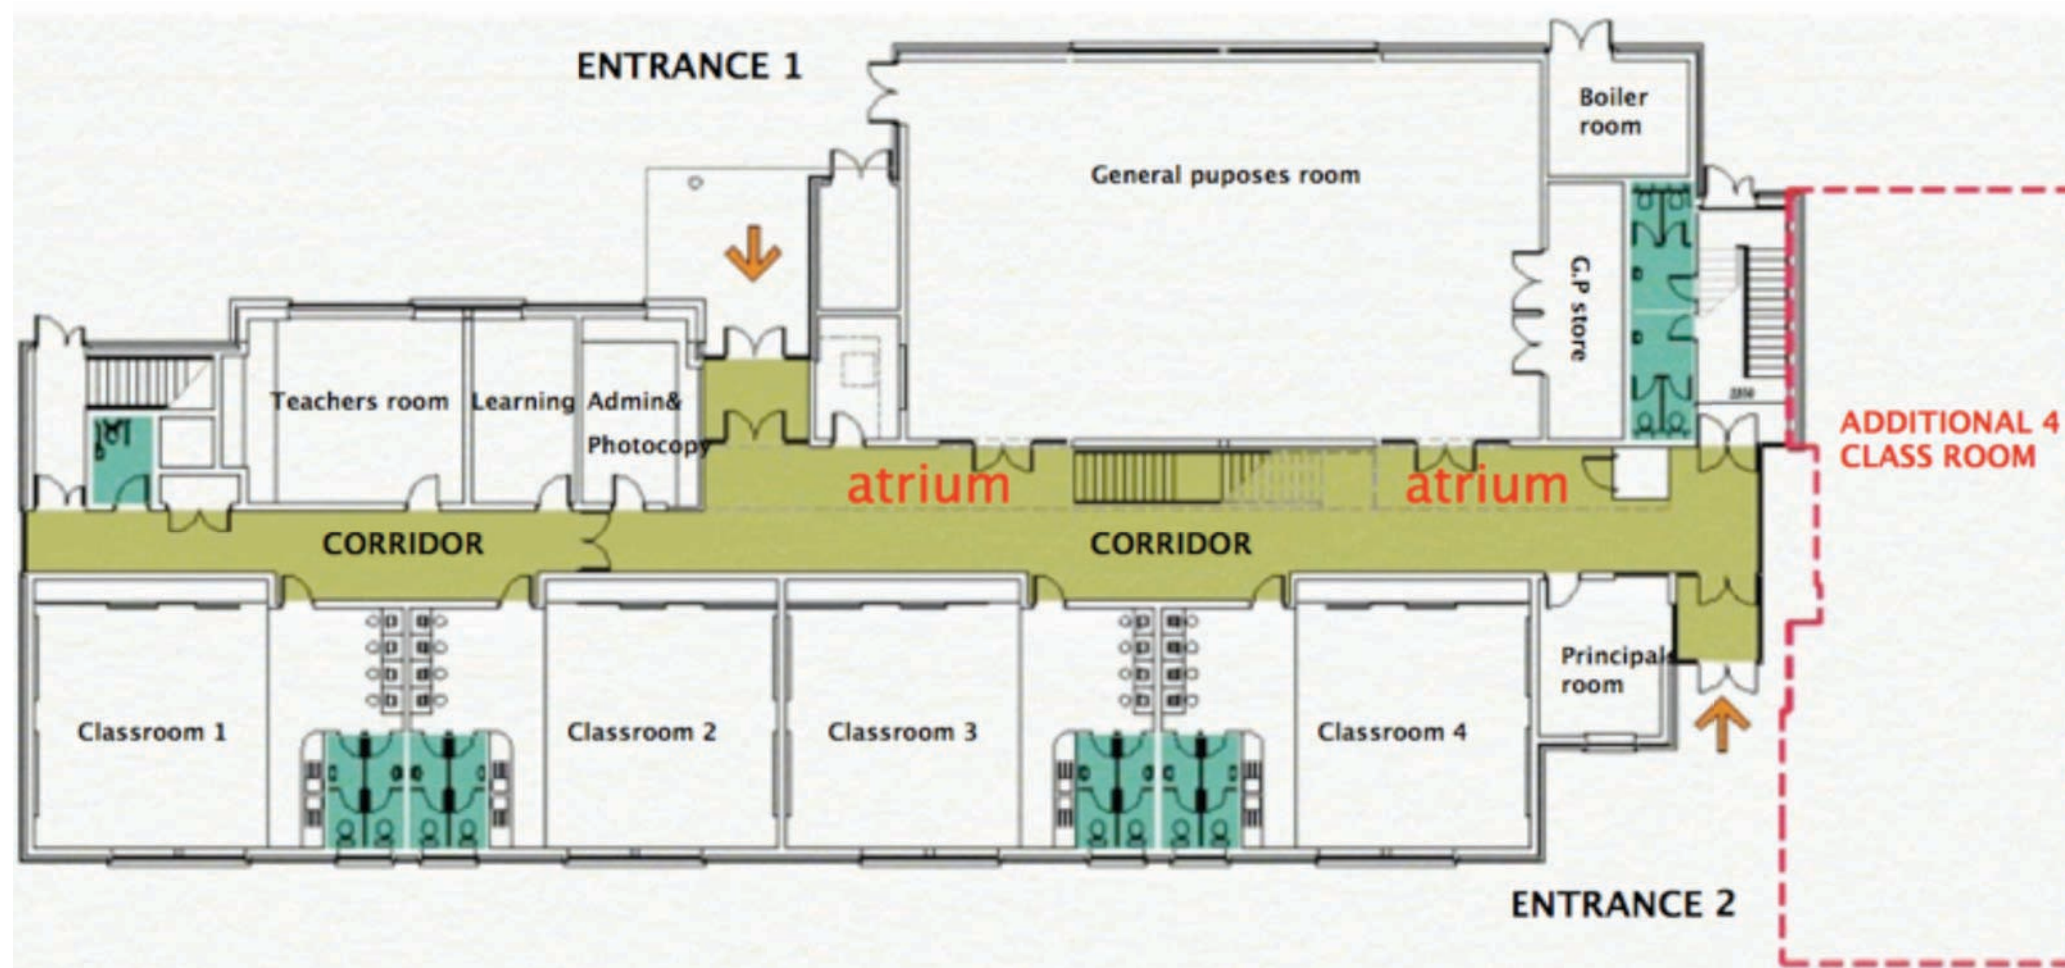 ENTRANCE 1
Boiler
room
General puposes room
G.P store
Teachers room
Learning
Admin&
Photocopy
ADDITIONAL 4
CLASS ROOM
atrium
atrium
CORRIDOR
CORRIDOR
Principals
room
Classroom 1
Classroom 2
Classroom 3
Classroom 4
ENTRANCE 2